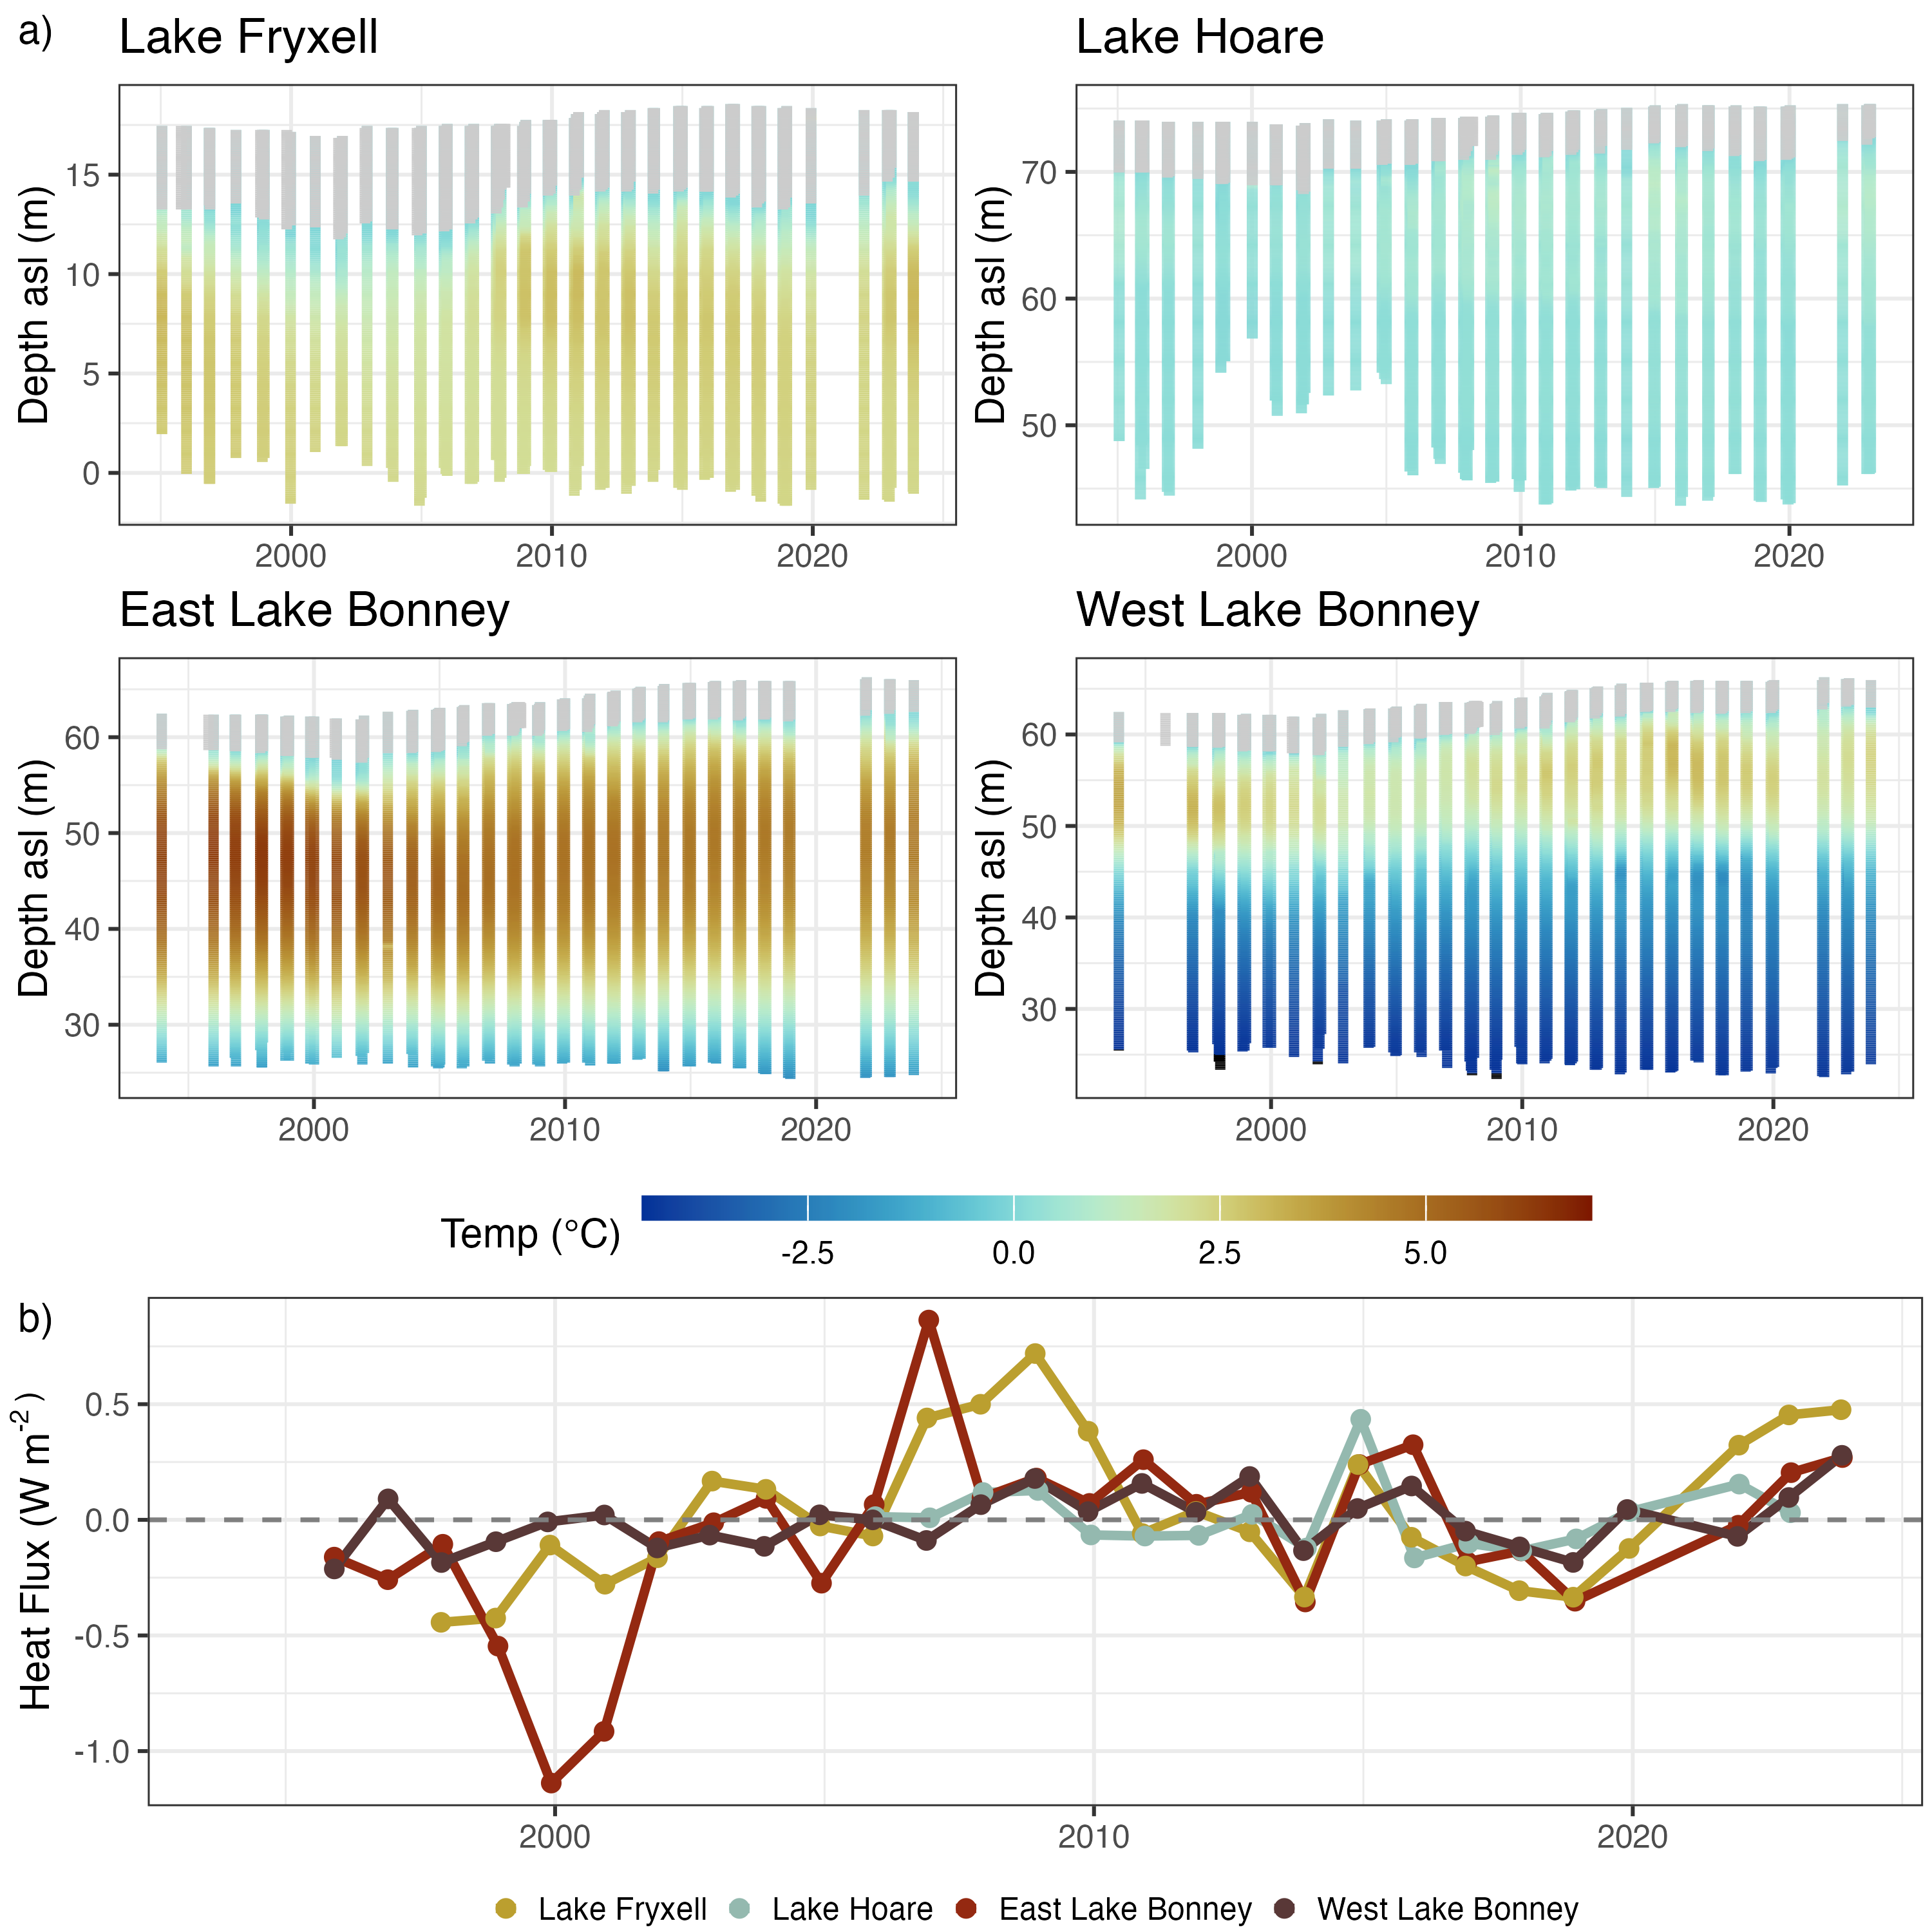 a)
Lake Fryxell
Lake Hoare
Depth asl (m)
15
10
5
0
2000
2010
2020
Depth asl (m)
70
60
50
2000
2010
2020
East Lake Bonney
West Lake Bonney
Depth asl (m)
60
50
40
30
2000
2010
2020
Depth asl (m)
60
50
40
30
2000
2010
2020
Temp (°C)
-2.5 0.0 2.5 5.0
b)
Heat Flux (W m⁻²)
0.5
0.0
-0.5
-1.0
2000
2010
2020
Lake Fryxell Lake Hoare East Lake Bonney West Lake Bonney